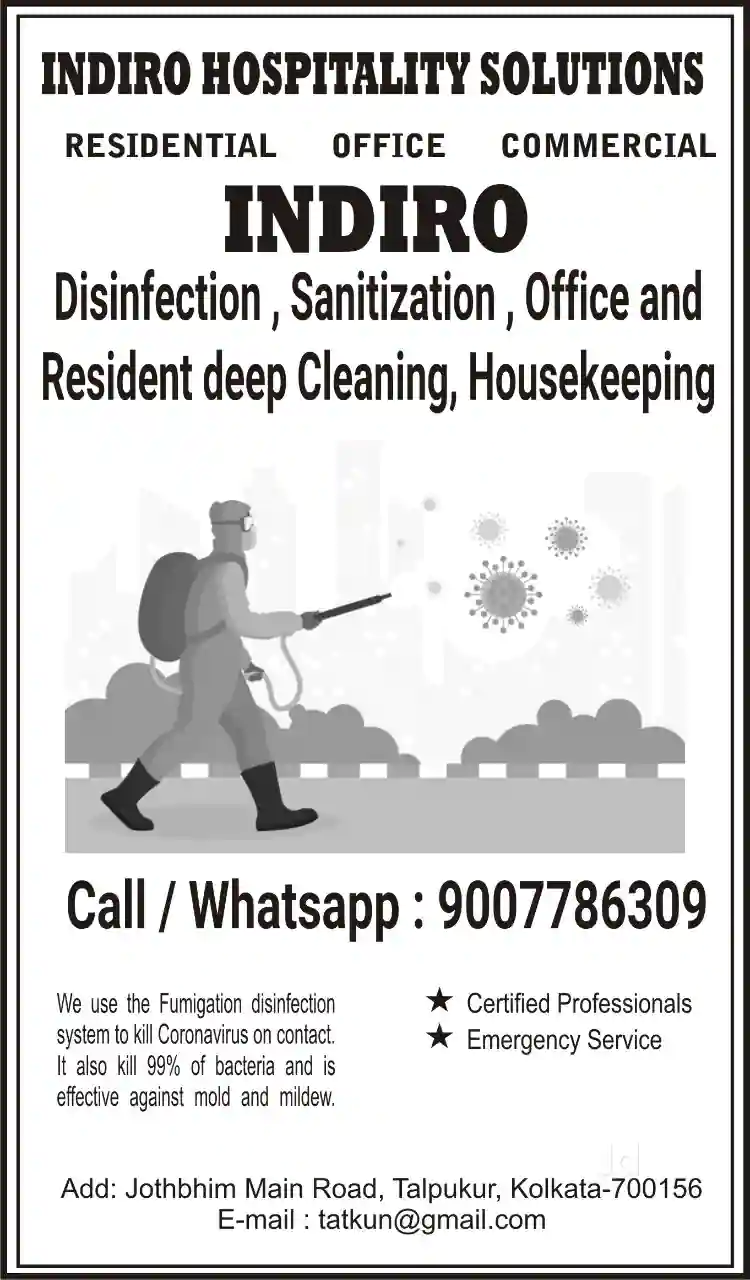 INDIRO HOSPITALITY SOLUTIONS
RESIDENTIAL OFFICE COMMERCIAL
INDIRO
Disinfection , Sanitization , Office and
Resident deep Cleaning, Housekeeping
Call / Whatsapp : 9007786309
We use the Fumigation disinfection
system to kill Coronavirus on contact.
It also kill 99% of bacteria and is
effective against mold and mildew.
★ Certified Professionals
★ Emergency Service
Jd
Add: Jothbhim Main Road, Talpukur, Kolkata-700156
E-mail : tatkun@gmail.com